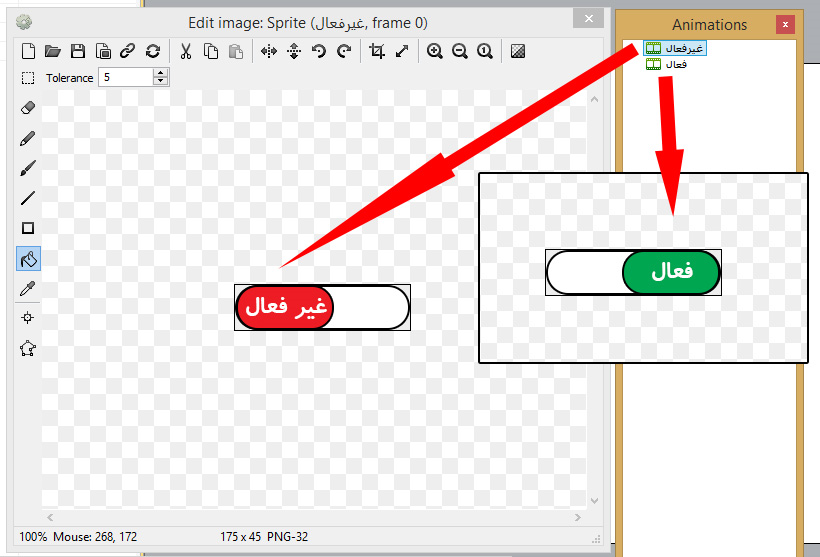 Edit image: Sprite (غیرفعال, frame 0)
Animations
غیرفعال
فعال
Tolerance 5
فعال
غیر فعال
100% Mouse: 268, 172 175 x 45 PNG-32